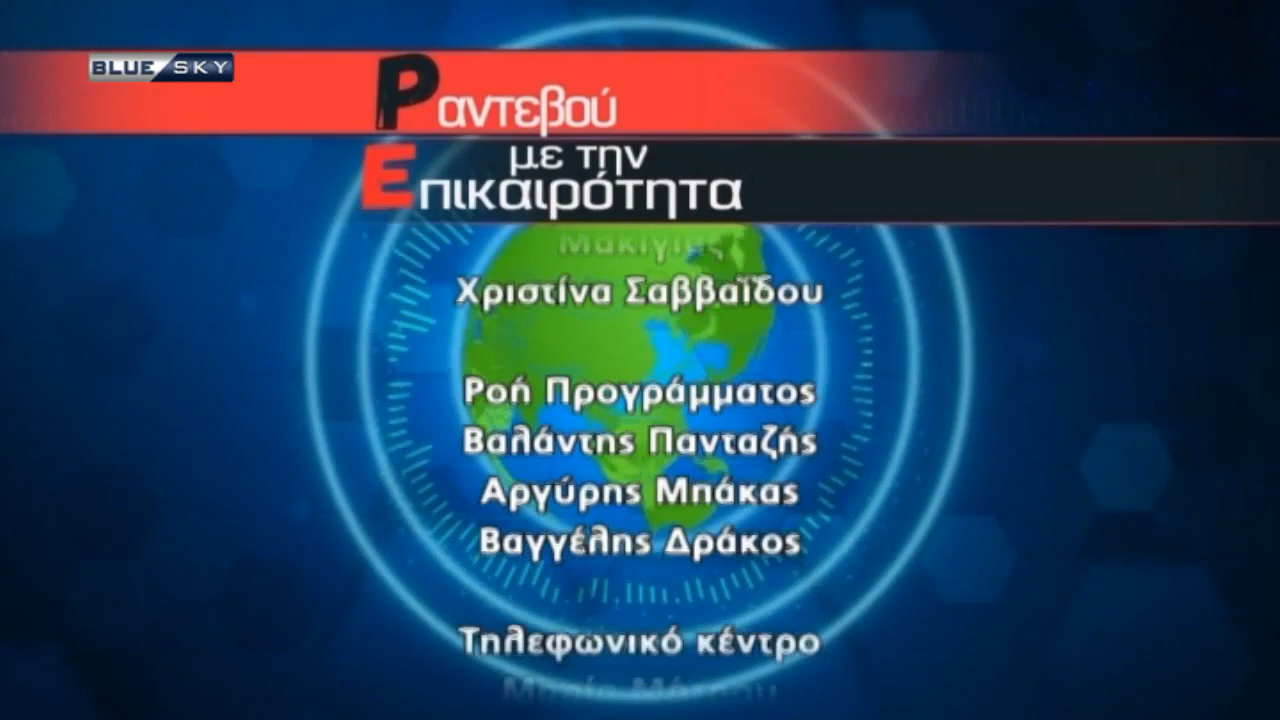 BLUE SKY
Ραντεβού
με την
Επικαιρότητα
Μακιγιάζ
Χριστίνα Σαββαΐδου
Ροή Προγράμματος
Βαλάντης Πανταζής
Αργύρης Μπάκας
Βαγγέλης Δράκος
Τηλεφωνικό κέντρο